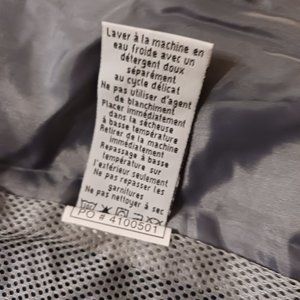 Laver à la machine en
eau froide avec un
détergent doux
séparément
au cycle délicat
Ne pas utiliser d'agent
de blanchiment
Placer immédiatement
dans la sécheuse
à basse température
Retirer de la machine
immédiatement
Repassage à basse
température sur
l'extérieur seulement
Ne pas repasser les
garnitures
Ne pas nettoyer à sec
PO # 4100501